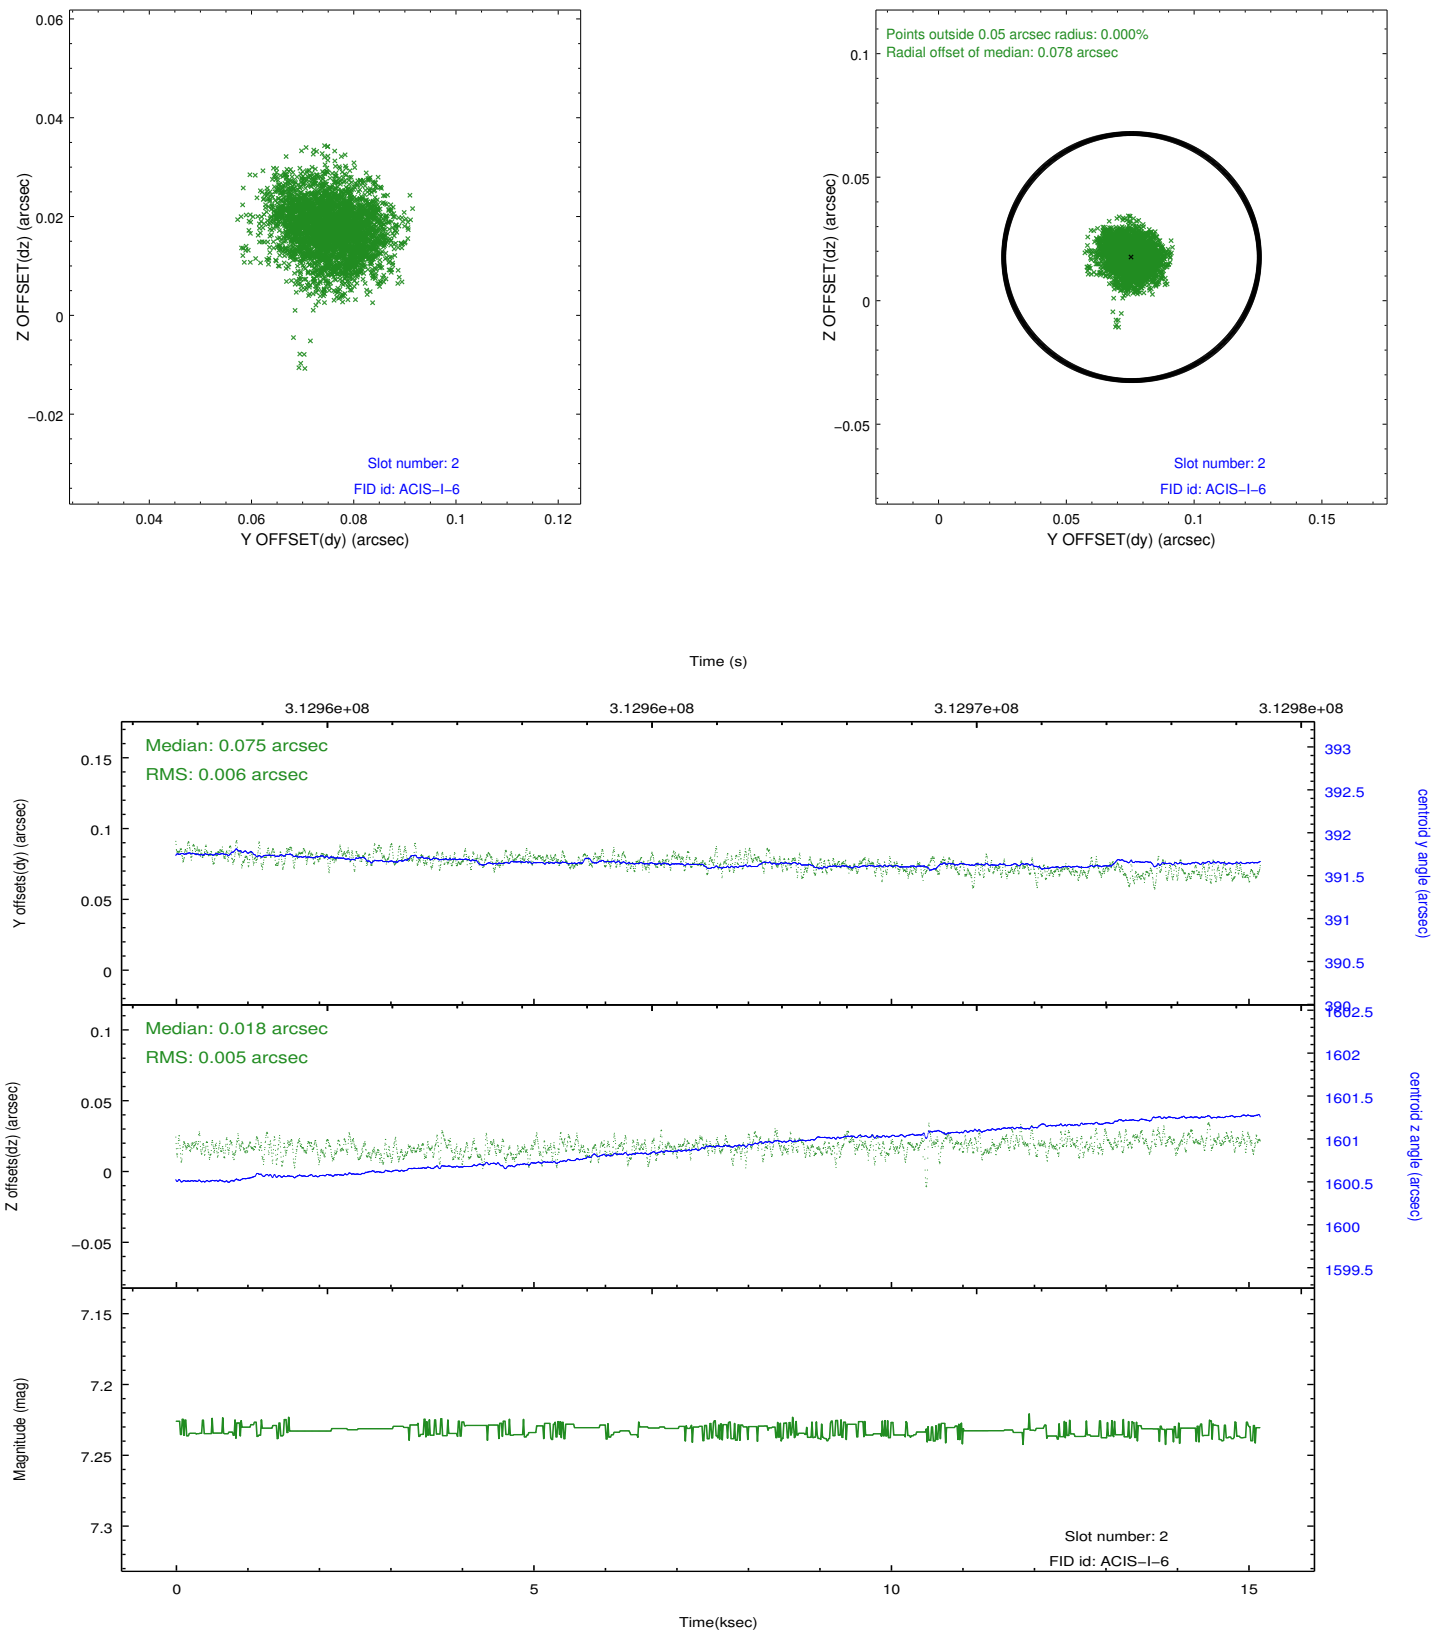 0.06
0.04
0.02
0
−0.02
Z OFFSET(dz) (arcsec)
Slot number: 2
FID id: ACIS−I−6
0.04
0.06
0.08
0.1
0.12
Y OFFSET(dy) (arcsec)
Points outside 0.05 arcsec radius: 0.000%
Radial offset of median: 0.078 arcsec
0.1
0.05
0
−0.05
Z OFFSET(dz) (arcsec)
Slot number: 2
FID id: ACIS−I−6
0
0.05
0.1
0.15
Y OFFSET(dy) (arcsec)
Time (s)
3.1296e+08
3.1296e+08
3.1297e+08
3.1298e+08
Median: 0.075 arcsec
RMS: 0.006 arcsec
0.15
0.1
0.05
0
Y offsets(dy) (arcsec)
393
392.5
392
391.5
391
390.5
390
centroid y angle (arcsec)
Median: 0.018 arcsec
RMS: 0.005 arcsec
0.1
0.05
0
−0.05
Z offsets(dz) (arcsec)
1602.5
1602
1601.5
1601
1600.5
1600
1599.5
centroid z angle (arcsec)
7.15
7.2
7.25
7.3
Magnitude (mag)
Slot number: 2
FID id: ACIS−I−6
0
5
10
15
Time(ksec)